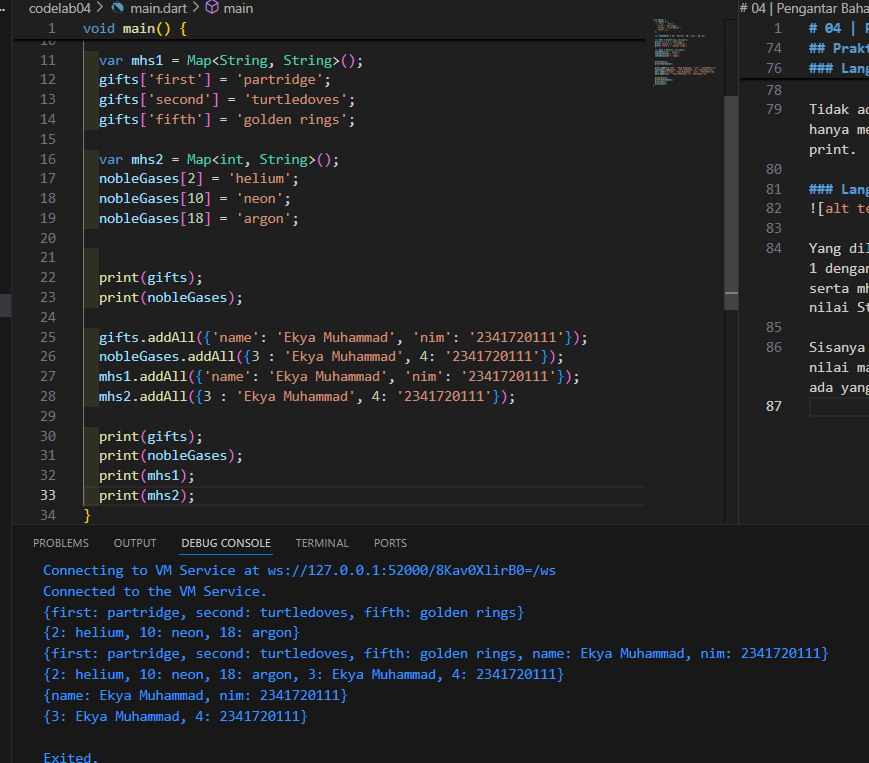 codelab04 > main.dart > main
1 void main() {
10
11 var mhs1 = Map<String, String>();
12 gifts['first'] = 'partridge';
13 gifts['second'] = 'turtledoves';
14 gifts['fifth'] = 'golden rings';
15
16 var mhs2 = Map<int, String>();
17 nobleGases[2] = 'helium';
18 nobleGases[10] = 'neon';
19 nobleGases[18] = 'argon';
20
21
22 print(gifts);
23 print(nobleGases);
24
25 gifts.addAll({'name': 'Ekya Muhammad', 'nim': '2341720111'});
26 nobleGases.addAll({3 : 'Ekya Muhammad', 4: '2341720111'});
27 mhs1.addAll({'name': 'Ekya Muhammad', 'nim': '2341720111'});
28 mhs2.addAll({3 : 'Ekya Muhammad', 4: '2341720111'});
29
30 print(gifts);
31 print(nobleGases);
32 print(mhs1);
33 print(mhs2);
34 }
# 04 | Pengantar Baha
1 # 04 |
74 ## Prakt
76 ### Lang
78
79 Tidak ad
hanya me
print.
80
81 ### Lang
82 ![alt te
83
84 Yang dil
1 dengan
serta mh
nilai St
85
86 Sisanya
nilai ma
ada yang
87
PROBLEMS OUTPUT DEBUG CONSOLE TERMINAL PORTS
Connecting to VM Service at ws://127.0.0.1:52000/8Kav0XlirB0=/ws
Connected to the VM Service.
{first: partridge, second: turtledoves, fifth: golden rings}
{2: helium, 10: neon, 18: argon}
{first: partridge, second: turtledoves, fifth: golden rings, name: Ekya Muhammad, nim: 2341720111}
{2: helium, 10: neon, 18: argon, 3: Ekya Muhammad, 4: 2341720111}
{name: Ekya Muhammad, nim: 2341720111}
{3: Ekya Muhammad, 4: 2341720111}
Exited.